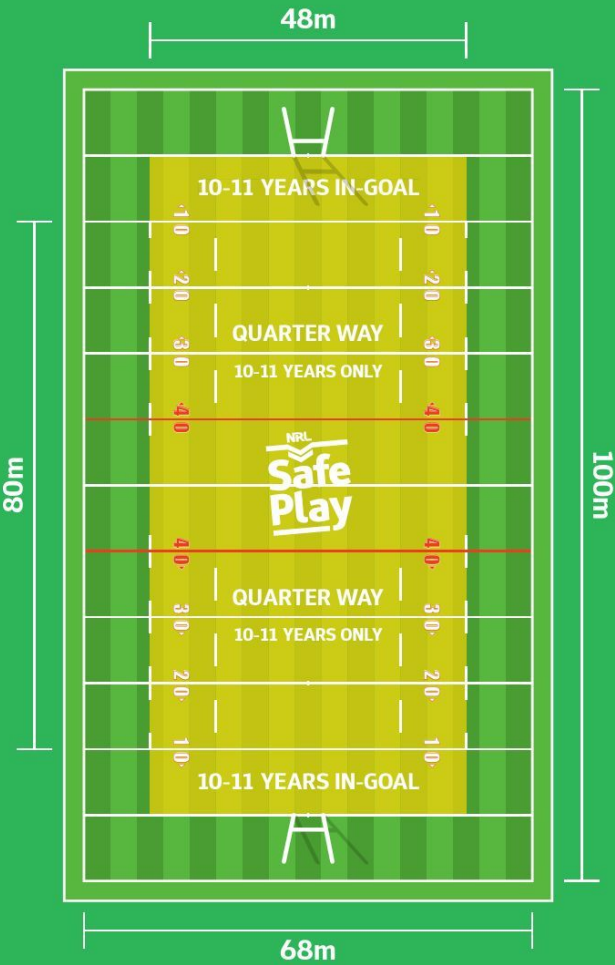 48m
10-11 YEARS IN-GOAL
10 10
20 20
QUARTER WAY
30 30
10-11 YEARS ONLY
40 40
NRL
Safe
Play
80m
100m
40 40
QUARTER WAY
30 30
10-11 YEARS ONLY
20 20
10 10
10-11 YEARS IN-GOAL
68m